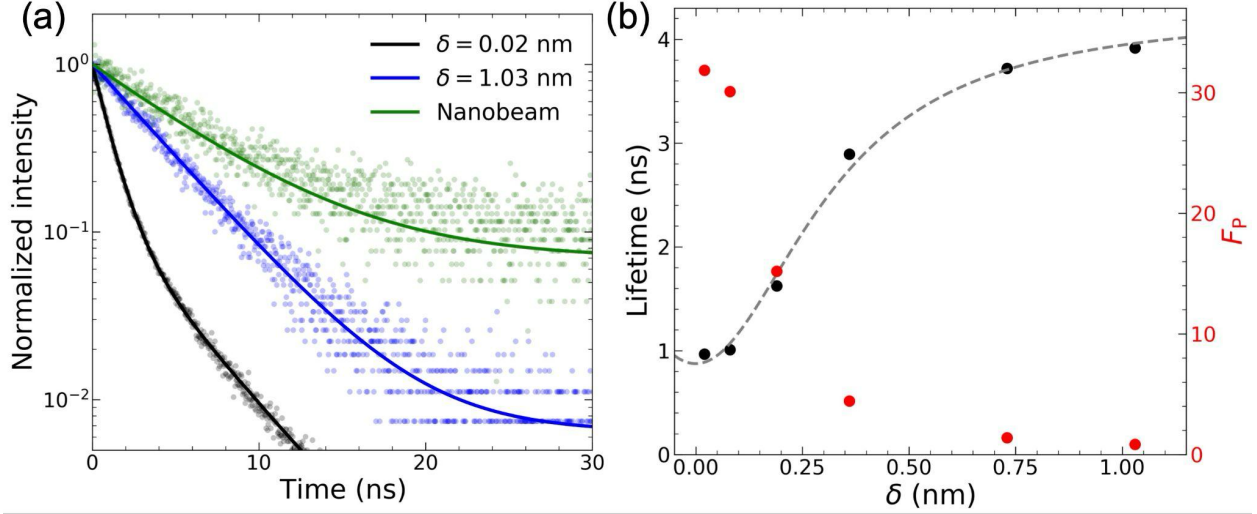 (a)
Normalized intensity
10⁰
10⁻¹
10⁻²
δ = 0.02 nm
δ = 1.03 nm
Nanobeam
0 10 20 30
Time (ns)
(b)
Lifetime (ns)
4
3
2
1
0
0.00 0.25 0.50 0.75 1.00
δ (nm)
30
20
10
0
F_P